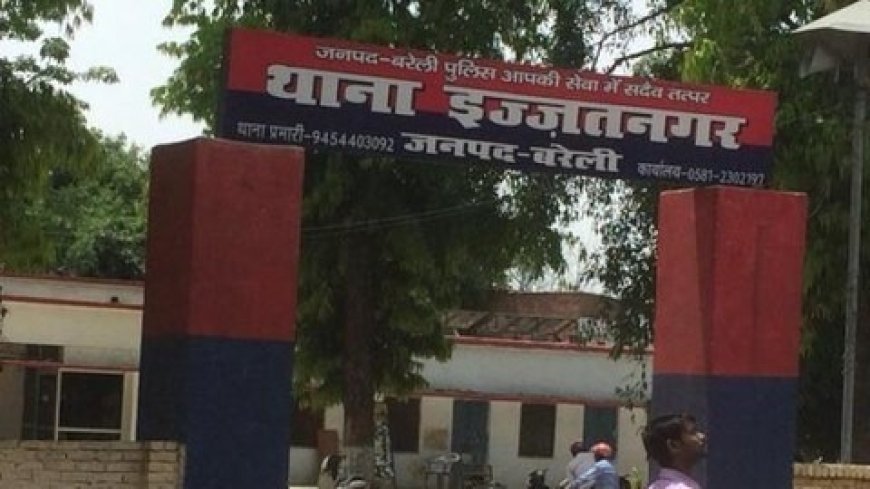 जनपद-बरेली पुलिस आपकी सेवा में सदैव तत्पर
थाना इज्ज़तनगर
थाना प्रभारी-9454403092 जनपद-बरेली कार्यालय-0581-2302197